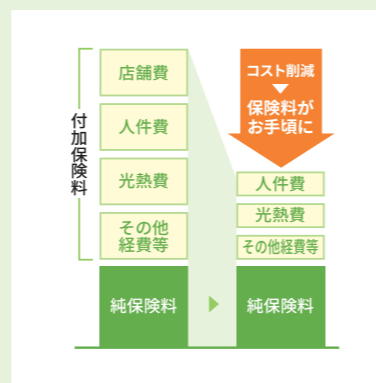 付加保険料
店舗費
人件費
光熱費
その他
経費等
純保険料
コスト削減
保険料が
お手頃に
人件費
光熱費
その他経費等
純保険料